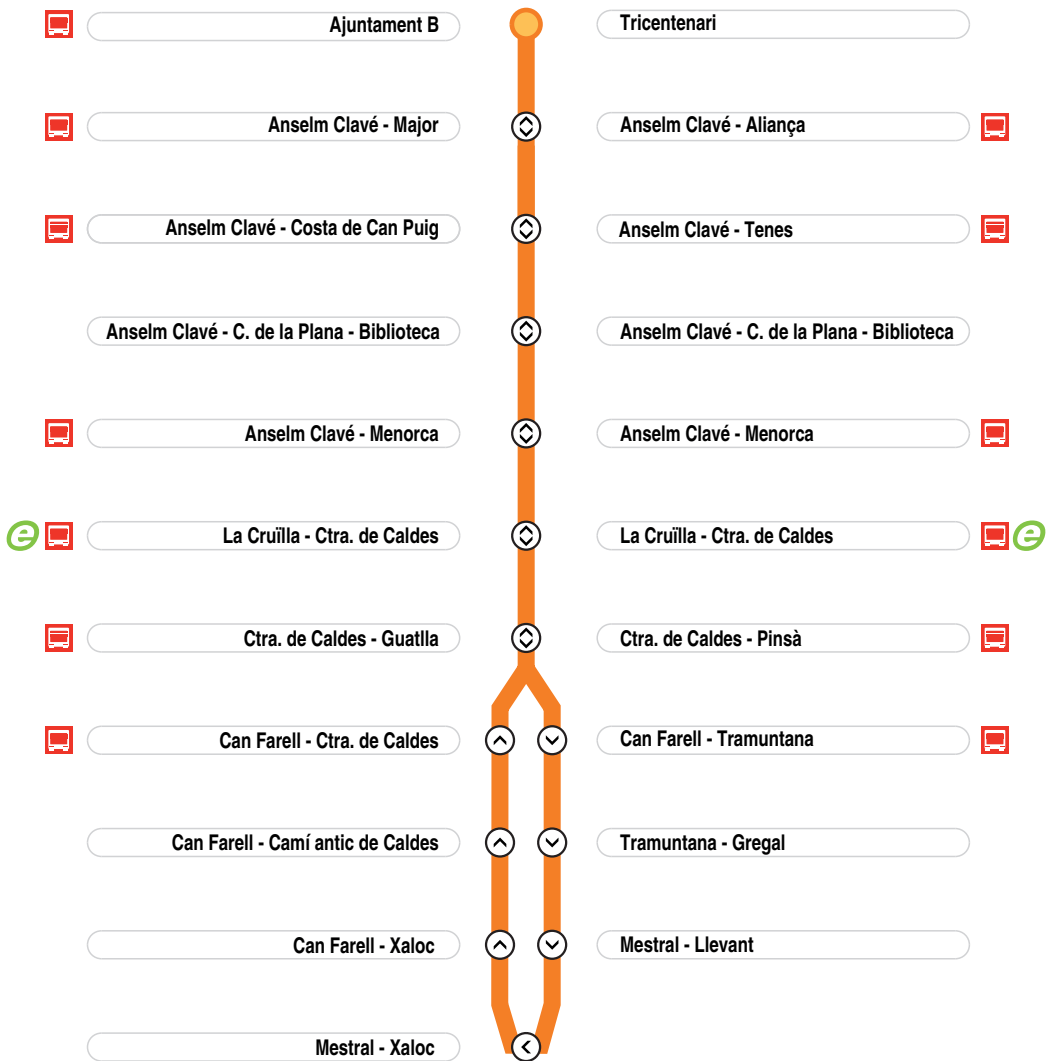 Ajuntament B
Tricentenari
Anselm Clavé - Major
Anselm Clavé - Aliança
Anselm Clavé - Costa de Can Puig
Anselm Clavé - Tenes
Anselm Clavé - C. de la Plana - Biblioteca
Anselm Clavé - C. de la Plana - Biblioteca
Anselm Clavé - Menorca
Anselm Clavé - Menorca
e
La Cruïlla - Ctra. de Caldes
La Cruïlla - Ctra. de Caldes
e
Ctra. de Caldes - Guatlla
Ctra. de Caldes - Pinsà
Can Farell - Ctra. de Caldes
Can Farell - Tramuntana
Can Farell - Camí antic de Caldes
Tramuntana - Gregal
Can Farell - Xaloc
Mestral - Llevant
Mestral - Xaloc